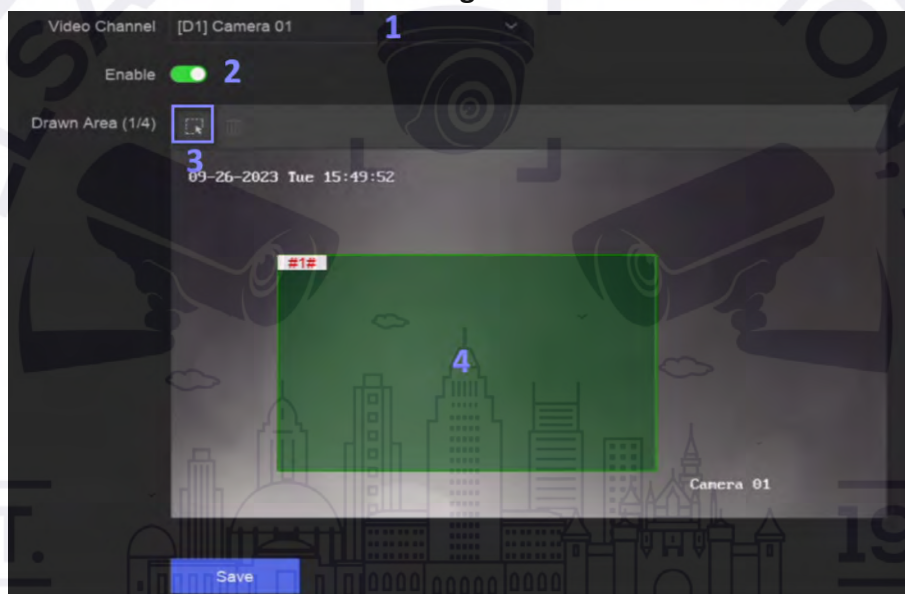 Video Channel [D1] Camera 01 1
Enable 2
Drawn Area (1/4)
3
09-26-2023 Tue 15:49:52
#1#
4
Camera 01
T. 19
Save